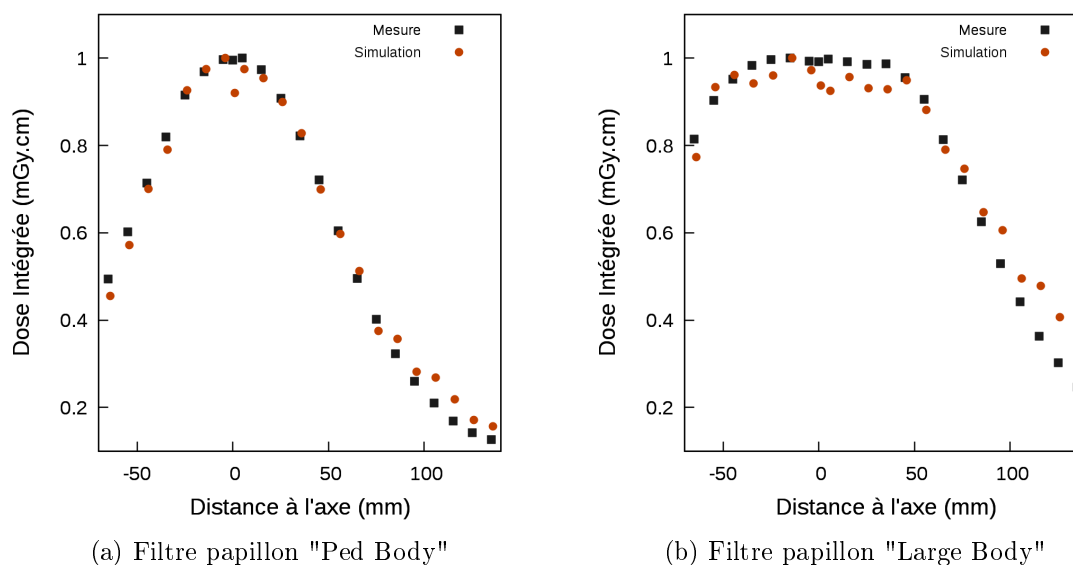 Mesure
Simulation
1
0.8
0.6
0.4
0.2
Dose Intégrée (mGy.cm)
-50
0
50
100
Distance à l'axe (mm)
(a) Filtre papillon "Ped Body"
Mesure
Simulation
1
0.8
0.6
0.4
0.2
Dose Intégrée (mGy.cm)
-50
0
50
100
Distance à l'axe (mm)
(b) Filtre papillon "Large Body"